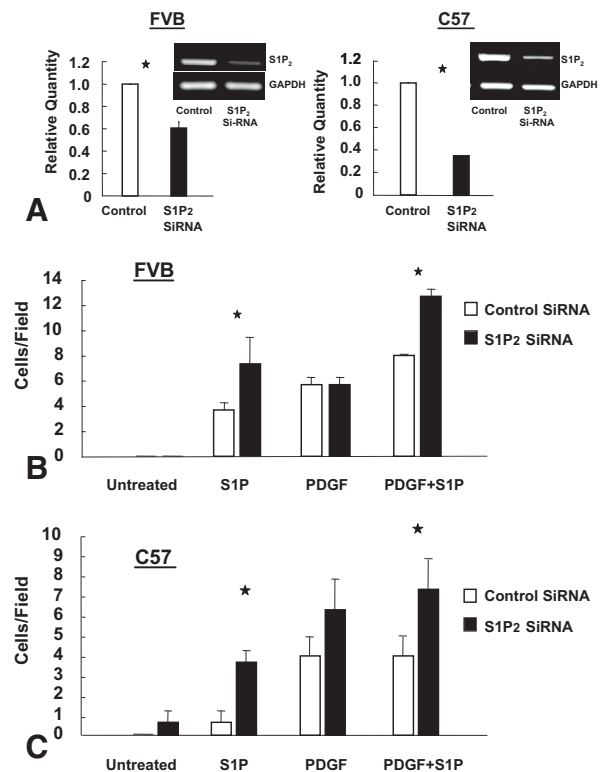 FVB
Relative Quantity
1.2
1.0
0.8
0.6
0.4
0.2
0
★
S1P2
GAPDH
Control
S1P2
Si-RNA
Control
S1P2
SiRNA
A
C57
Relative Quantity
1.2
1.0
0.8
0.6
0.4
0.2
0
★
S1P2
GAPDH
Control
S1P2
Si-RNA
Control
S1P2
SiRNA
FVB
Cells/Field
14
12
10
8
6
4
2
0
★
★
Control SiRNA
S1P2 SiRNA
B
Untreated
S1P
PDGF
PDGF+S1P
C57
Cells/Field
10
9
8
7
6
5
4
3
2
1
0
★
★
Control SiRNA
S1P2 SiRNA
C
Untreated
S1P
PDGF
PDGF+S1P